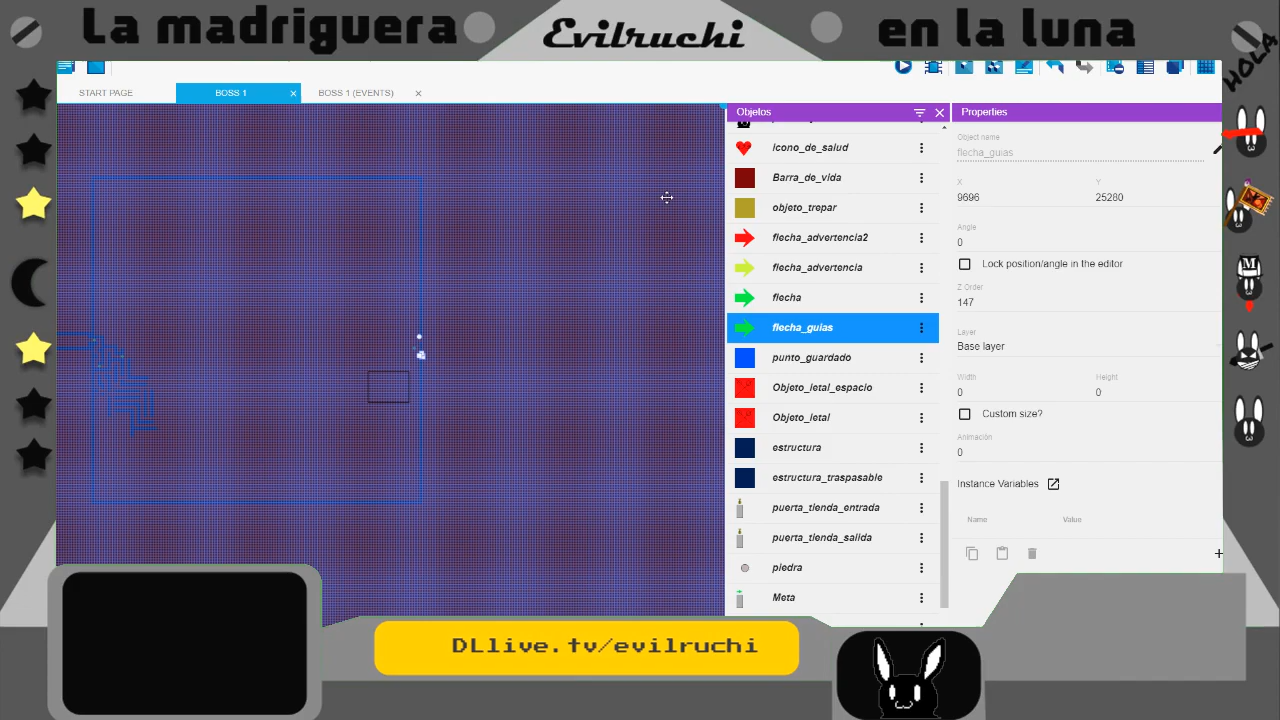 La madriguera
Evilruchi
en la luna
HOLA
START PAGE
BOSS 1
BOSS 1 (EVENTS)
Objetos
Properties
icono_de_salud
Barra_de_vida
objeto_trepar
flecha_advertencia2
flecha_advertencia
flecha
flecha_guias
punto_guardado
Objeto_letal_espacio
Objeto_letal
estructura
estructura_traspasable
puerta_tienda_entrada
puerta_tienda_salida
piedra
Meta
Object name
flecha_guias
X
Y
9696
25280
Angle
0
Lock position/angle in the editor
Z Order
147
Layer
Base layer
Width
Height
0
0
Custom size?
Animación
0
Instance Variables
Name
Value
M
DLlive.tv/evilruchi